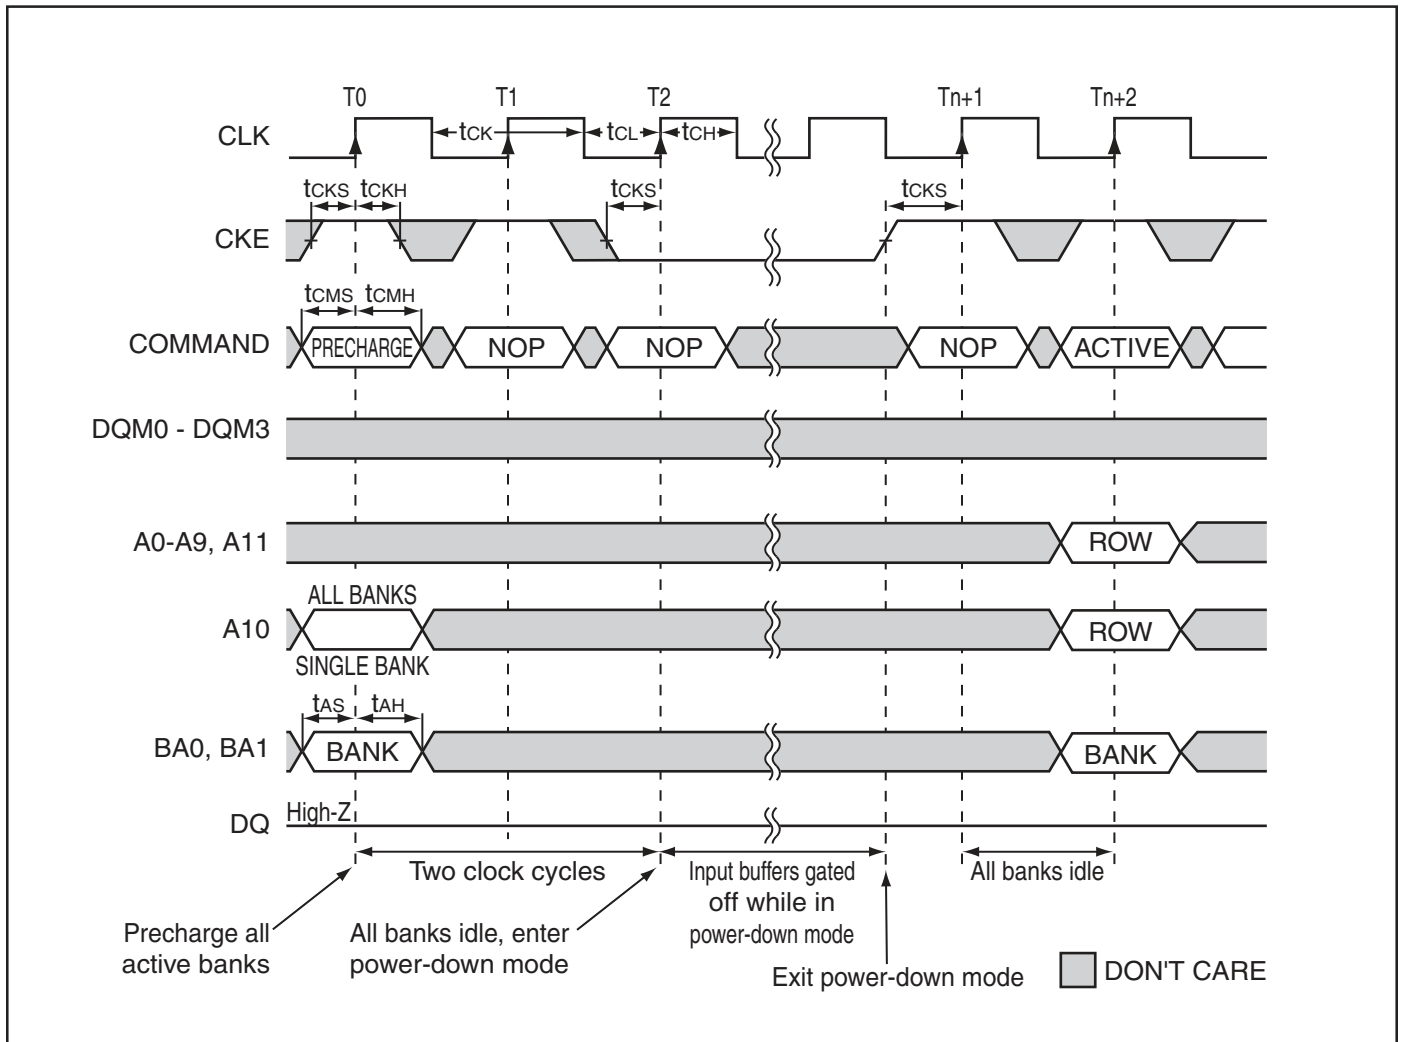 T0 T1 T2 Tn+1 Tn+2
CLK tCK tCL tCH
tCKS tCKH tCKS tCKS
CKE
tCMS tCMH
COMMAND PRECHARGE NOP NOP NOP ACTIVE
DQM0 - DQM3
A0-A9, A11 ROW
ALL BANKS
A10 ROW
SINGLE BANK
tAS tAH
BA0, BA1 BANK BANK
High-Z
DQ
Two clock cycles
Input buffers gated
off while in
power-down mode
All banks idle
Precharge all
active banks
All banks idle, enter
power-down mode
Exit power-down mode
DON'T CARE